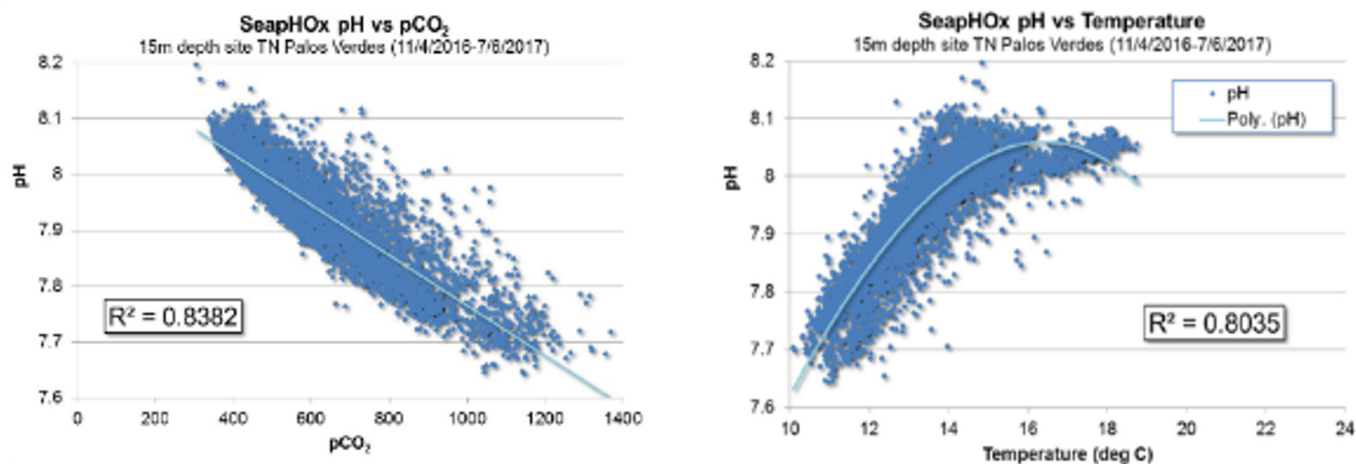 SeapHOx pH vs pCO₂
15m depth site TN Palos Verdes (11/4/2016-7/6/2017)
8.2
8.1
8
7.9
7.8
7.7
7.6
pH
R² = 0.8382
0 200 400 600 800 1000 1200 1400
pCO₂
SeapHOx pH vs Temperature
15m depth site TN Palos Verdes (11/4/2016-7/6/2017)
8.2
8.1
8
7.9
7.8
7.7
7.6
pH
pH
Poly. (pH)
R² = 0.8035
10 12 14 16 18 20 22 24
Temperature (deg C)